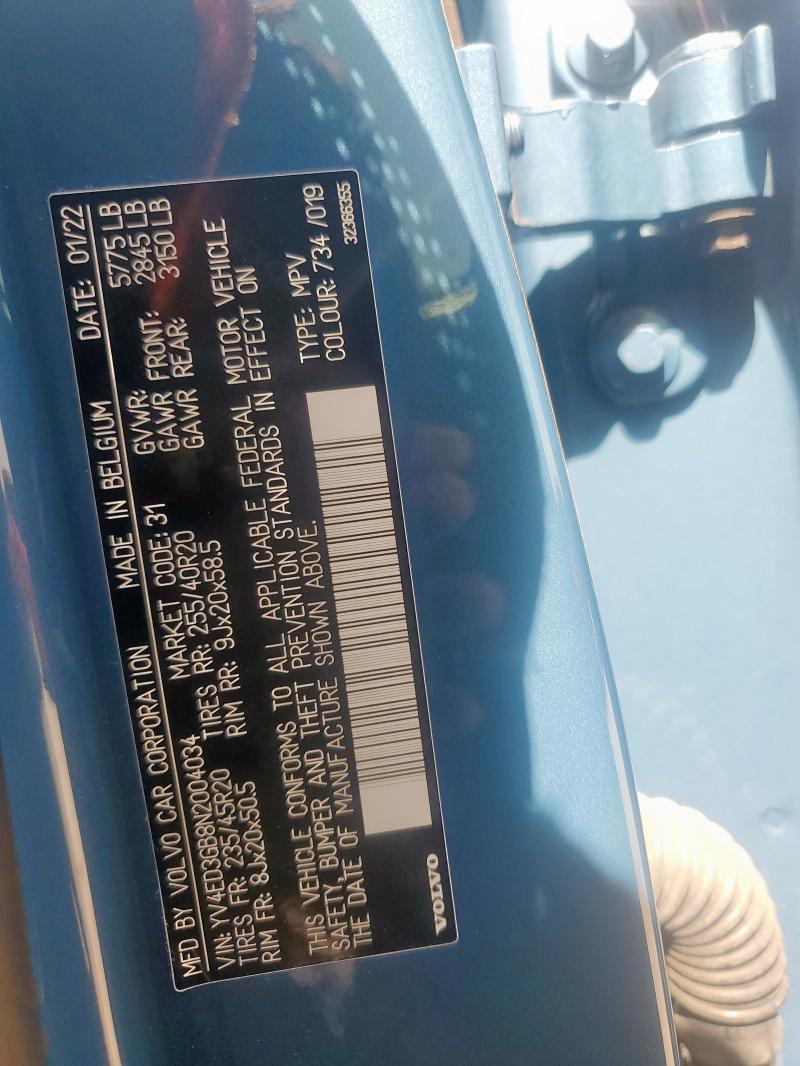 MFD BY VOLVO CAR CORPORATION MADE IN BELGIUM DATE: 01/22
VIN: YV4ED3GB8N2004034 MARKET CODE: 31 GVWR: 5775 LB
TIRES FR: 235/45R20 TIRES RR: 255/40R20 GAWR FRONT: 2845 LB
RIM FR: 8Jx20x50.5 RIM RR: 9Jx20x58.5 GAWR REAR: 3150 LB
THIS VEHICLE CONFORMS TO ALL APPLICABLE FEDERAL MOTOR VEHICLE
SAFETY, BUMPER AND THEFT PREVENTION STANDARDS IN EFFECT ON
THE DATE OF MANUFACTURE SHOWN ABOVE.
TYPE: MPV
COLOUR: 734 /019
VOLVO 32366355